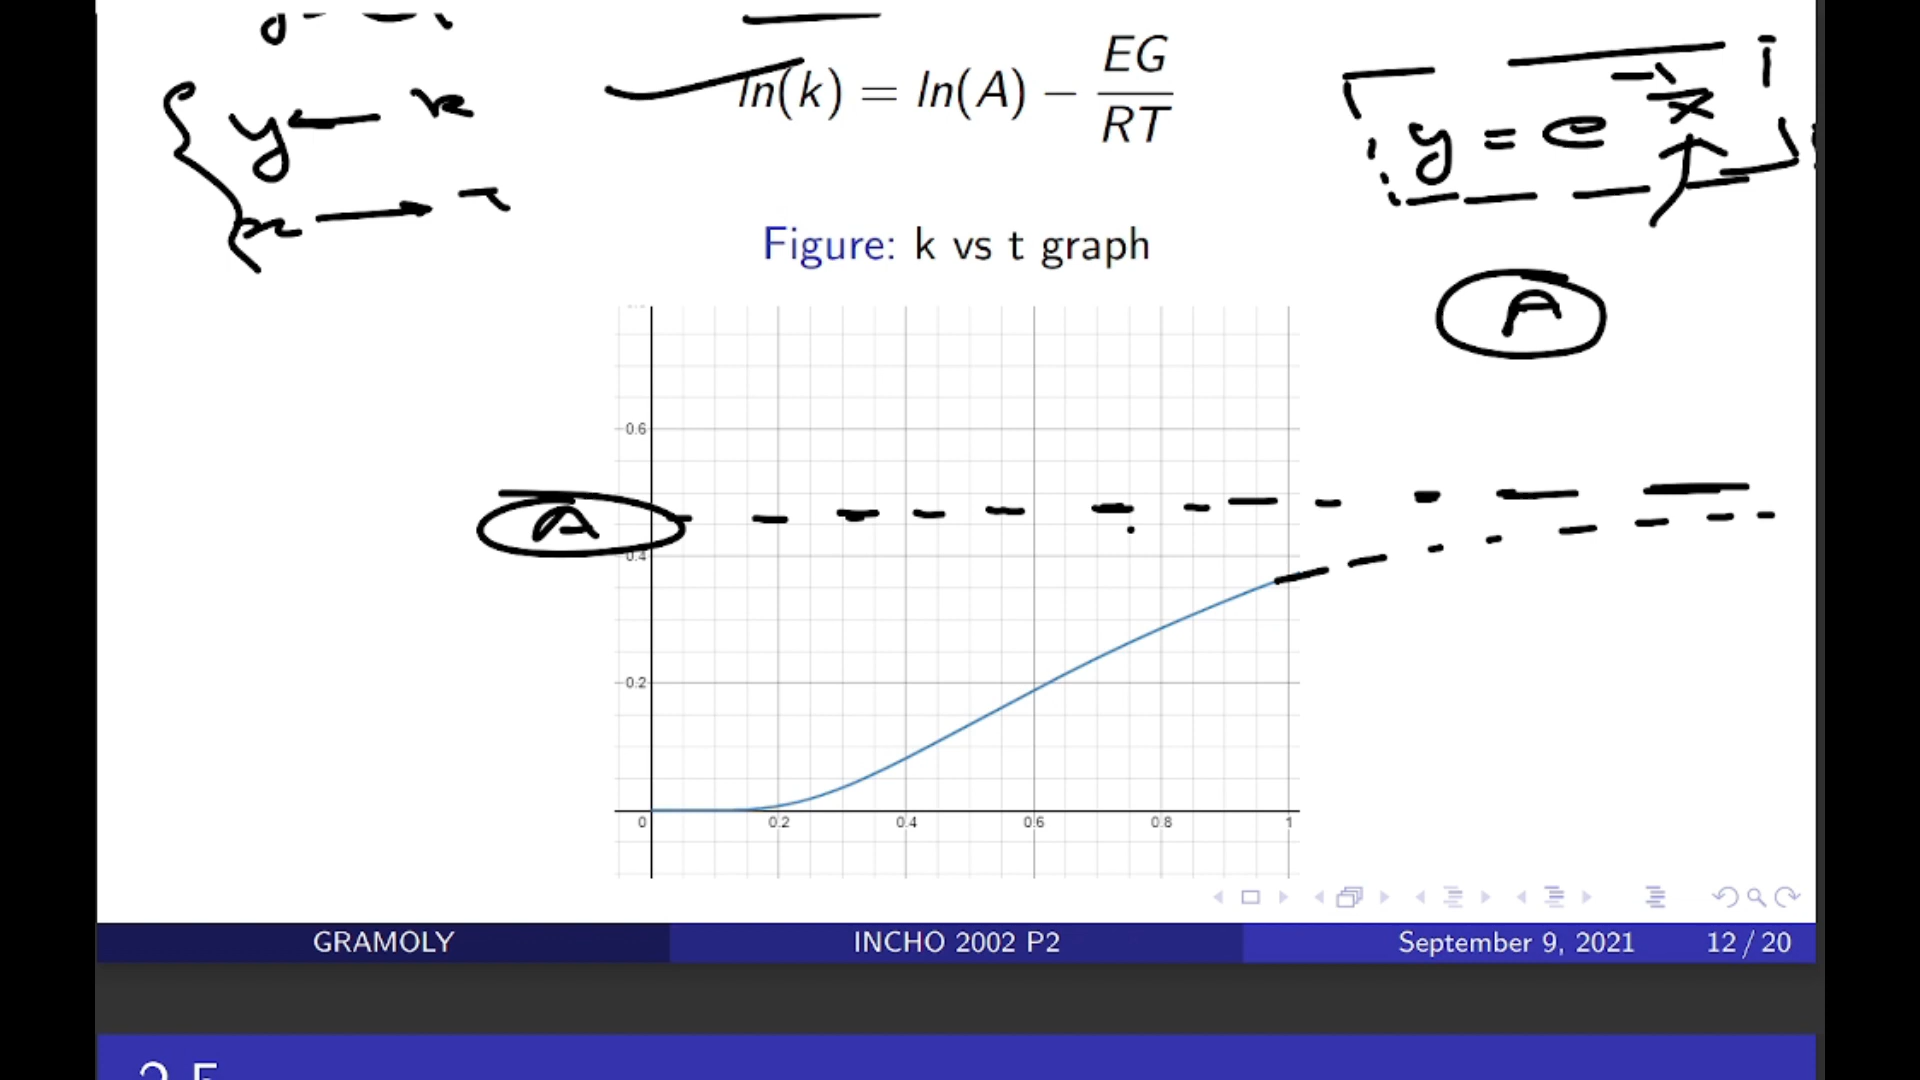 ln(k) = ln(A) − EG/RT
y ← k
x → T
y = e^{-1/x}
Figure: k vs t graph
A
A
0.6
0.4
0.2
0 0.2 0.4 0.6 0.8 1
GRAMOLY INCHO 2002 P2 September 9, 2021 12 / 20